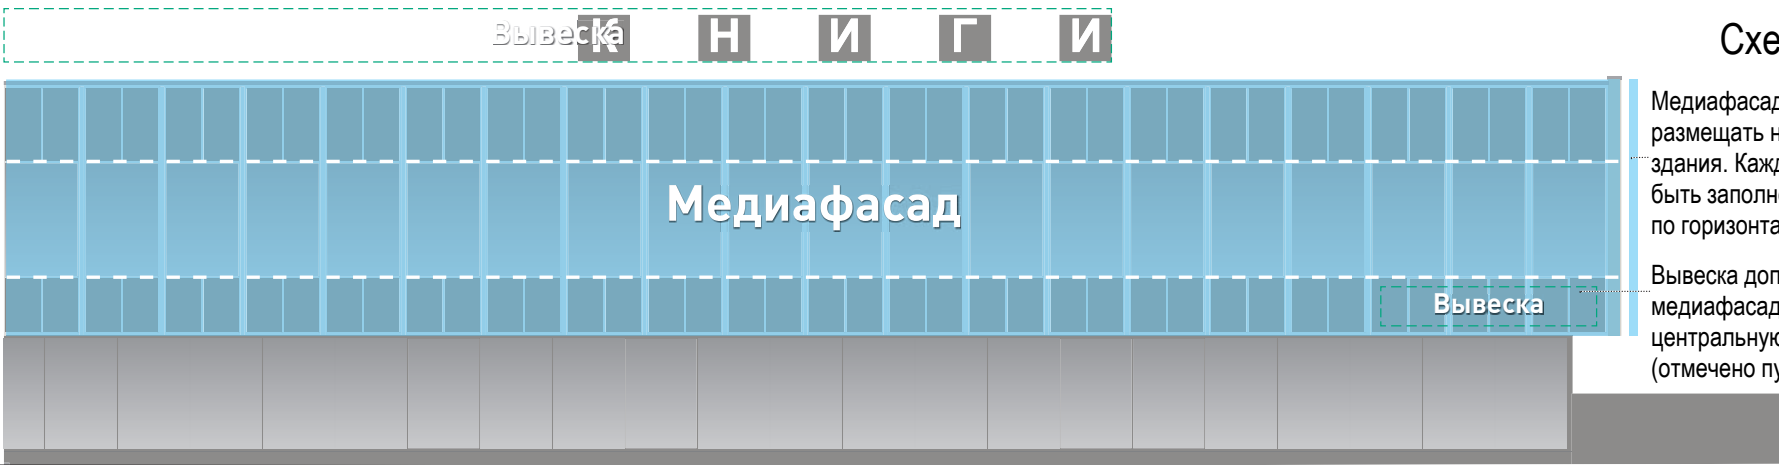 Вывеска
К Н И Г И
Медиафасад
Вывеска
Схе
Медиафасад
размещать н
здания. Кажд
быть заполн
по горизонта
Вывеска доп
медиафасад
центральную
(отмечено пу